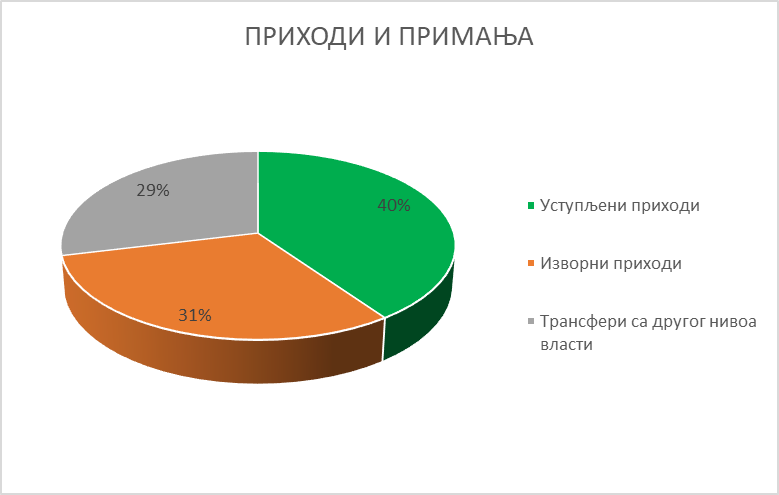 ПРИХОДИ И ПРИМАЊА
29%
40%
31%
Уступљени приходи
Изворни приходи
Трансфери са другог нивоа
власти